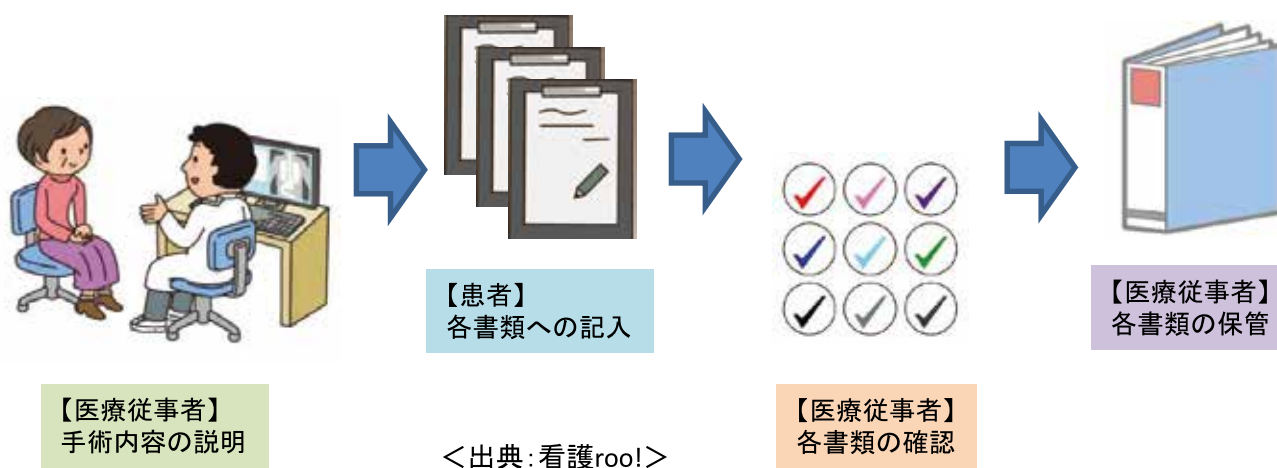 【医療従事者】
手術内容の説明
【患者】
各書類への記入
【医療従事者】
各書類の確認
【医療従事者】
各書類の保管
＜出典：看護roo!＞